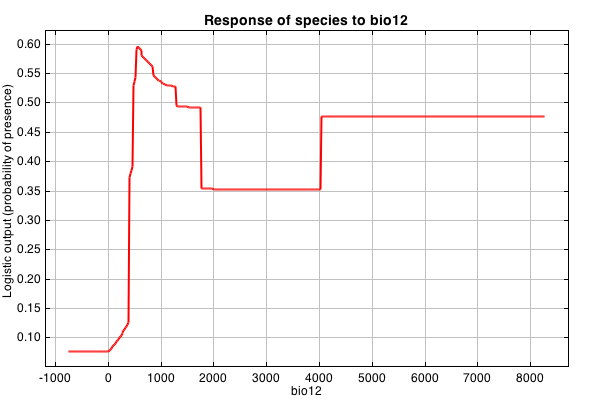 Response of species to bio12
Logistic output (probability of presence)
0.60
0.55
0.50
0.45
0.40
0.35
0.30
0.25
0.20
0.15
0.10
-1000 0 1000 2000 3000 4000 5000 6000 7000 8000
bio12